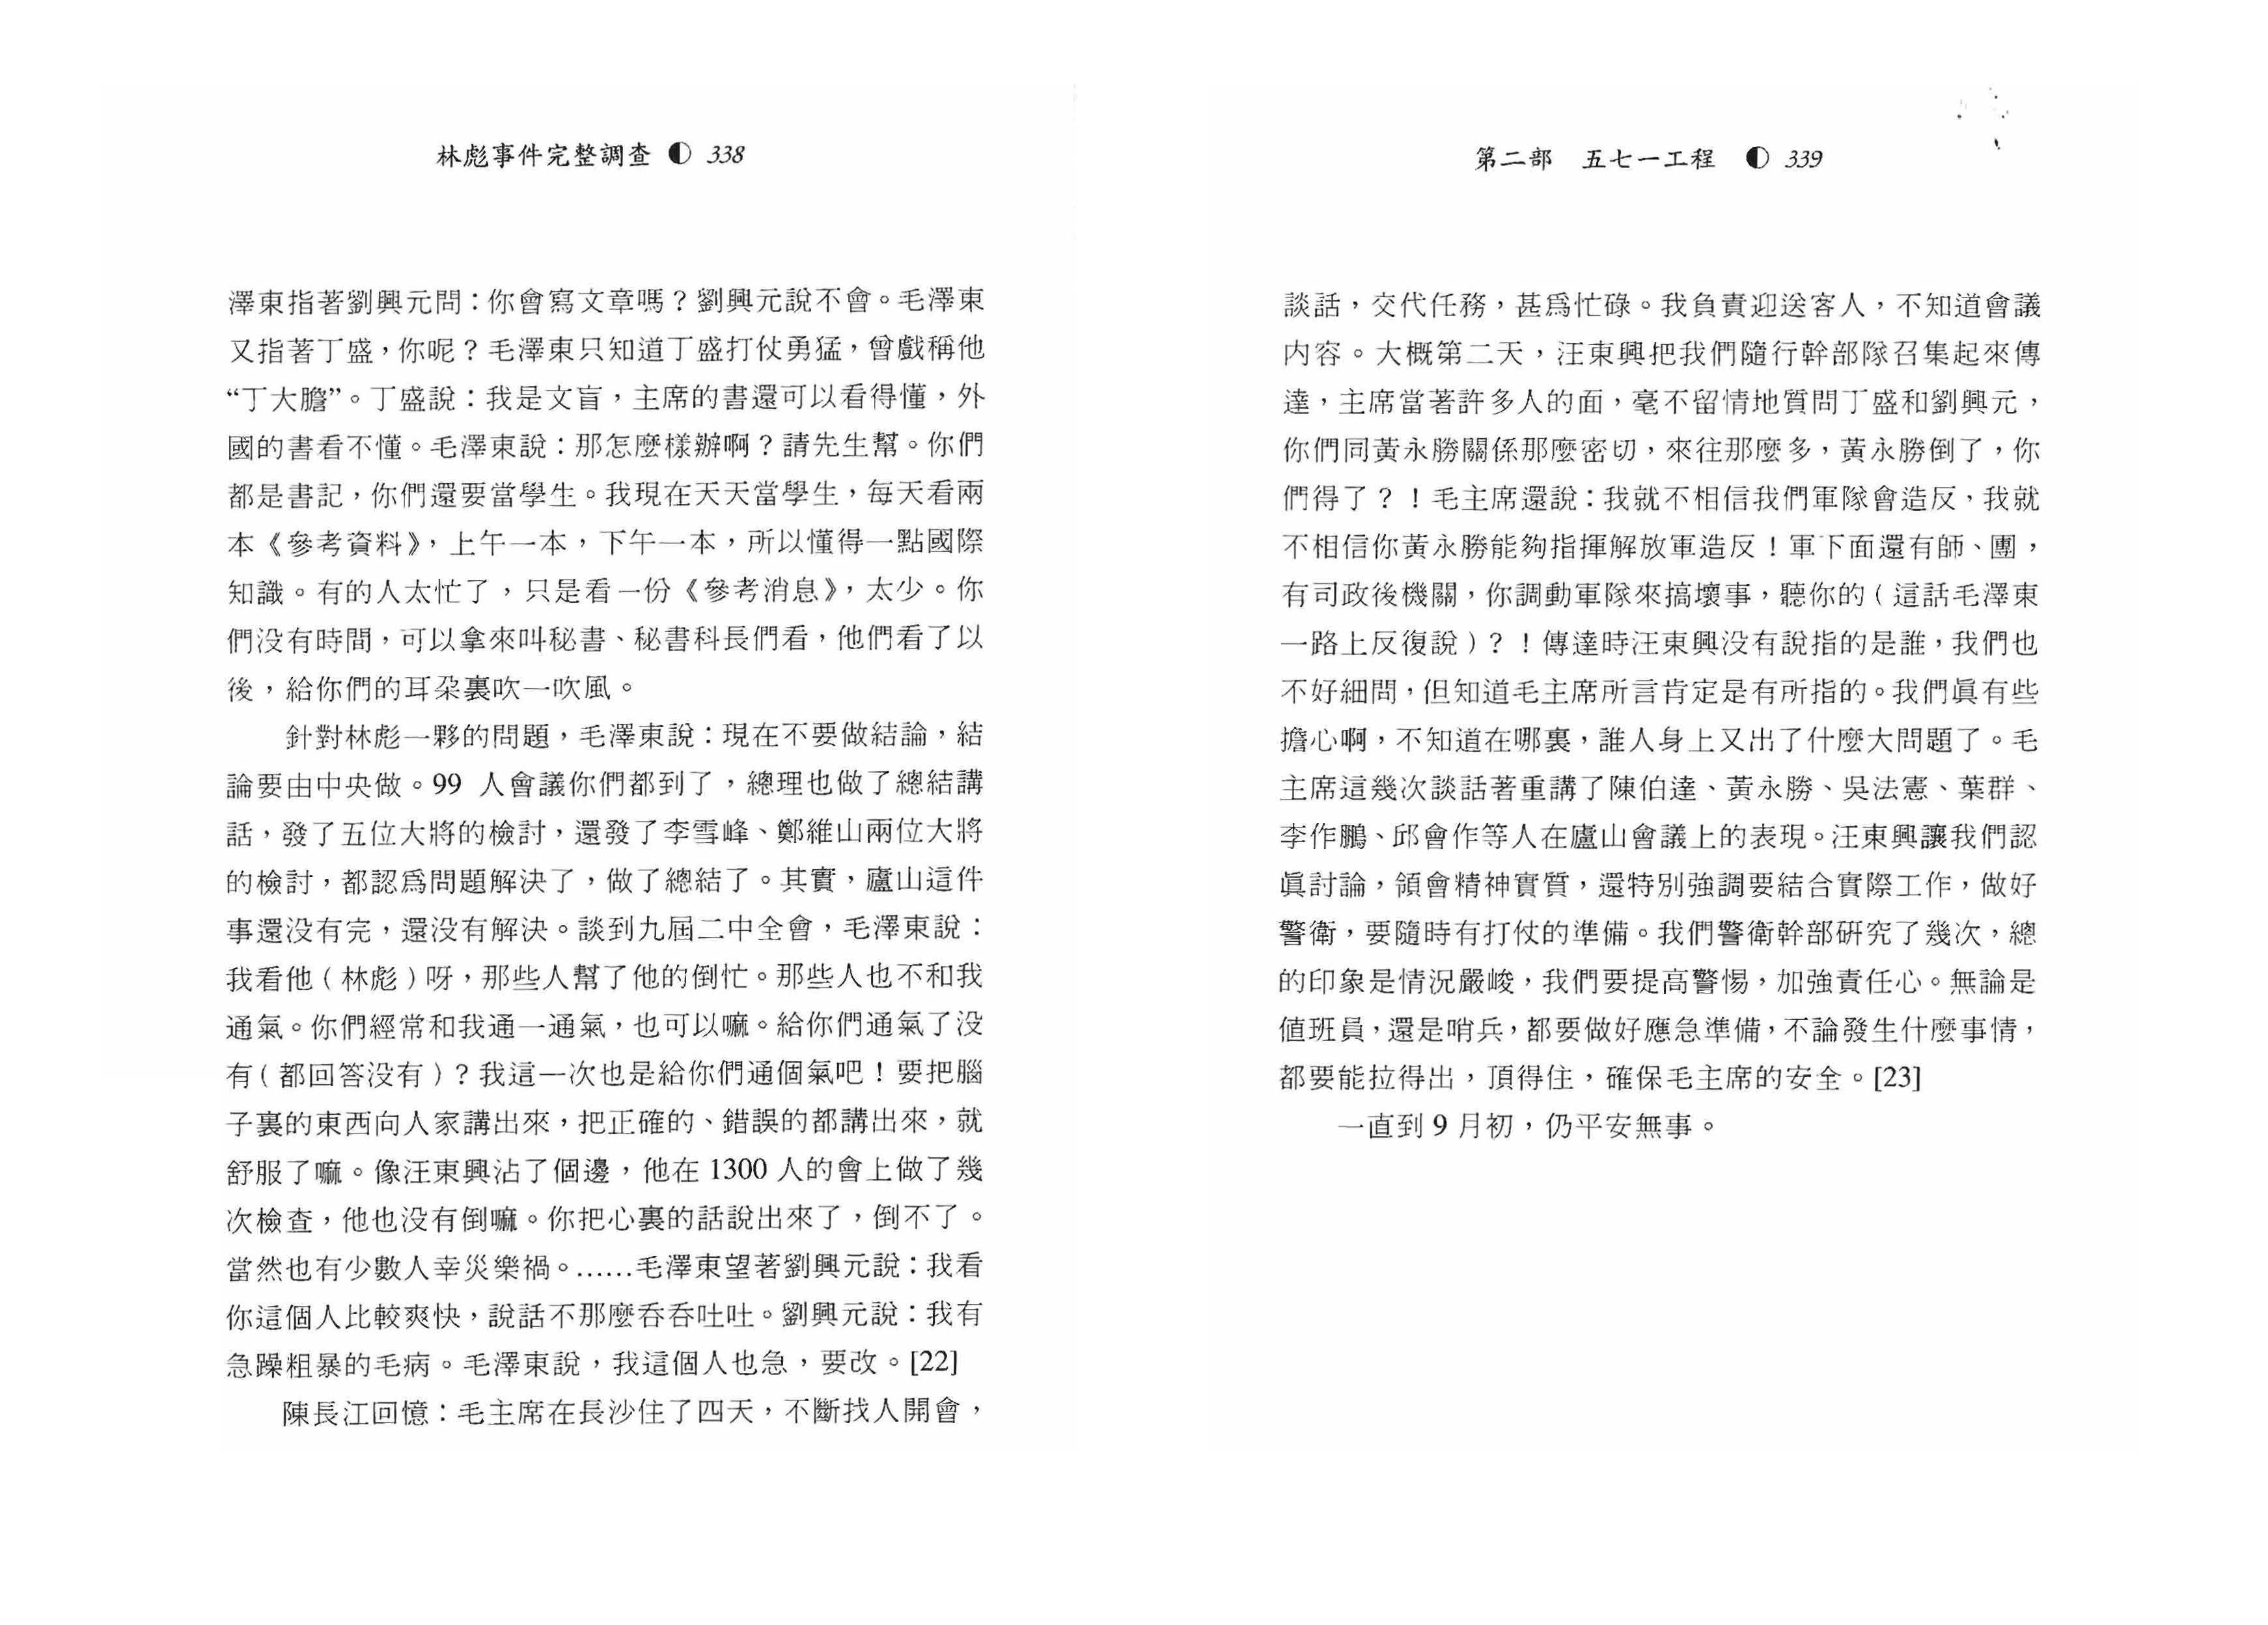 林彪事件完整調查 ◐ 338
澤東指著劉興元問：你會寫文章嗎？劉興元說不會。毛澤東
又指著丁盛，你呢？毛澤東只知道丁盛打仗勇猛，曾戲稱他
“丁大膽”。丁盛說：我是文盲，主席的書還可以看得懂，外
國的書看不懂。毛澤東說：那怎麼樣辦啊？請先生幫。你們
都是書記，你們還要當學生。我現在天天當學生，每天看兩
本《參考資料》，上午一本，下午一本，所以懂得一點國際
知識。有的人太忙了，只是看一份《參考消息》，太少。你
們没有時間，可以拿來叫秘書、秘書科長們看，他們看了以
後，給你們的耳朵裏吹一吹風。
針對林彪一夥的問題，毛澤東說：現在不要做結論，結
論要由中央做。99 人會議你們都到了，總理也做了總結講
話，發了五位大將的檢討，還發了李雪峰、鄭維山兩位大將
的檢討，都認爲問題解決了，做了總結了。其實，廬山這件
事還没有完，還没有解決。談到九屆二中全會，毛澤東說：
我看他（林彪）呀，那些人幫了他的倒忙。那些人也不和我
通氣。你們經常和我通一通氣，也可以嘛。給你們通氣了没
有（都回答没有）？我這一次也是給你們通個氣吧！要把腦
子裏的東西向人家講出來，把正確的、錯誤的都講出來，就
舒服了嘛。像汪東興沾了個邊，他在 1300 人的會上做了幾
次檢查，他也没有倒嘛。你把心裏的話說出來了，倒不了。
當然也有少數人幸災樂禍。……毛澤東望著劉興元說：我看
你這個人比較爽快，說話不那麼吞吞吐吐。劉興元說：我有
急躁粗暴的毛病。毛澤東說，我這個人也急，要改。[22]
陳長江回憶：毛主席在長沙住了四天，不斷找人開會，
第二部 五七一工程 ◐ 339
談話，交代任務，甚爲忙碌。我負責迎送客人，不知道會議
内容。大概第二天，汪東興把我們隨行幹部隊召集起來傳
達，主席當著許多人的面，毫不留情地質問丁盛和劉興元，
你們同黃永勝關係那麼密切，來往那麼多，黃永勝倒了，你
們得了？！毛主席還說：我就不相信我們軍隊會造反，我就
不相信你黃永勝能夠指揮解放軍造反！軍下面還有師、團，
有司政後機關，你調動軍隊來搞壞事，聽你的（這話毛澤東
一路上反復說）？！傳達時汪東興没有說指的是誰，我們也
不好細問，但知道毛主席所言肯定是有所指的。我們眞有些
擔心啊，不知道在哪裏，誰人身上又出了什麼大問題了。毛
主席這幾次談話著重講了陳伯達、黃永勝、吳法憲、葉群、
李作鵬、邱會作等人在廬山會議上的表現。汪東興讓我們認
眞討論，領會精神實質，還特別強調要結合實際工作，做好
警衛，要隨時有打仗的準備。我們警衛幹部研究了幾次，總
的印象是情況嚴峻，我們要提高警惕，加強責任心。無論是
値班員，還是哨兵，都要做好應急準備，不論發生什麼事情，
都要能拉得出，頂得住，確保毛主席的安全。[23]
一直到 9 月初，仍平安無事。